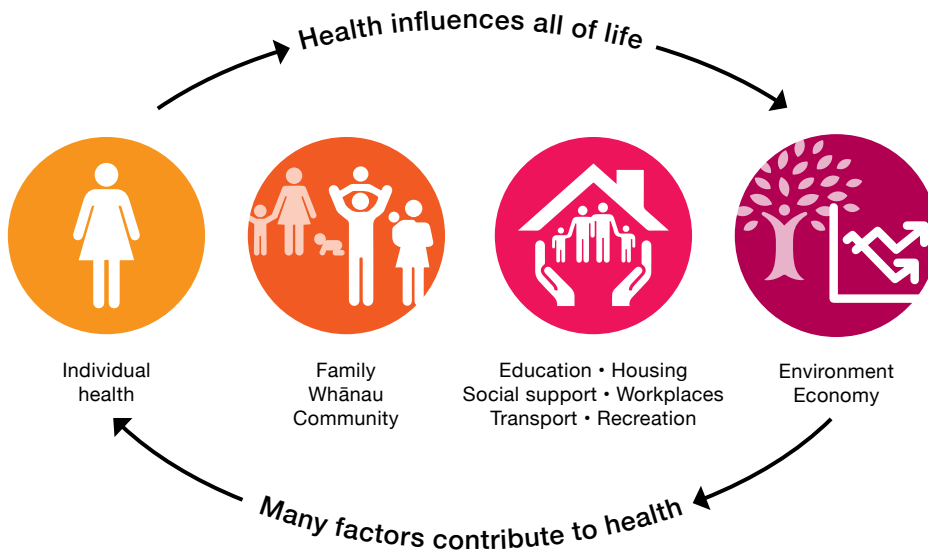 Health influences all of life
Individual
health
Family
Whānau
Community
Education • Housing
Social support • Workplaces
Transport • Recreation
Environment
Economy
Many factors contribute to health